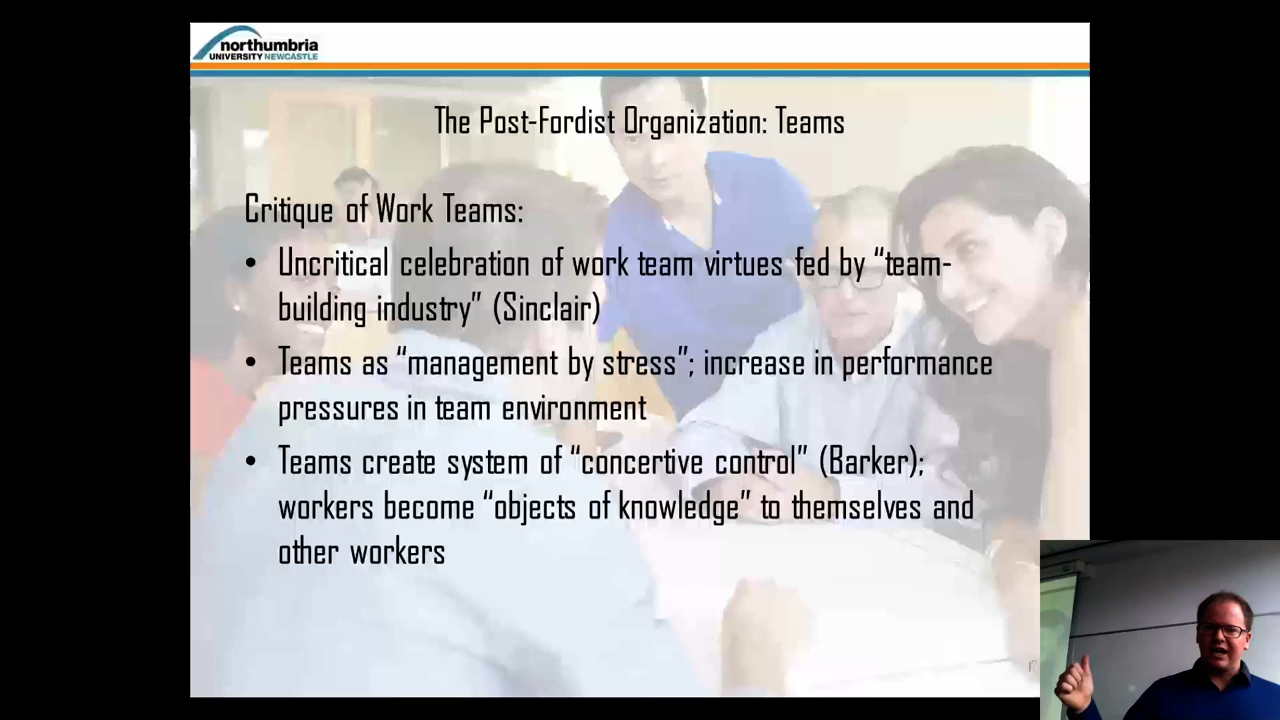 northumbria
UNIVERSITY NEWCASTLE
The Post-Fordist Organization: Teams
Critique of Work Teams:
• Uncritical celebration of work team virtues fed by “team-
building industry” (Sinclair)
• Teams as “management by stress”; increase in performance
pressures in team environment
• Teams create system of “concertive control” (Barker);
workers become “objects of knowledge” to themselves and
other workers